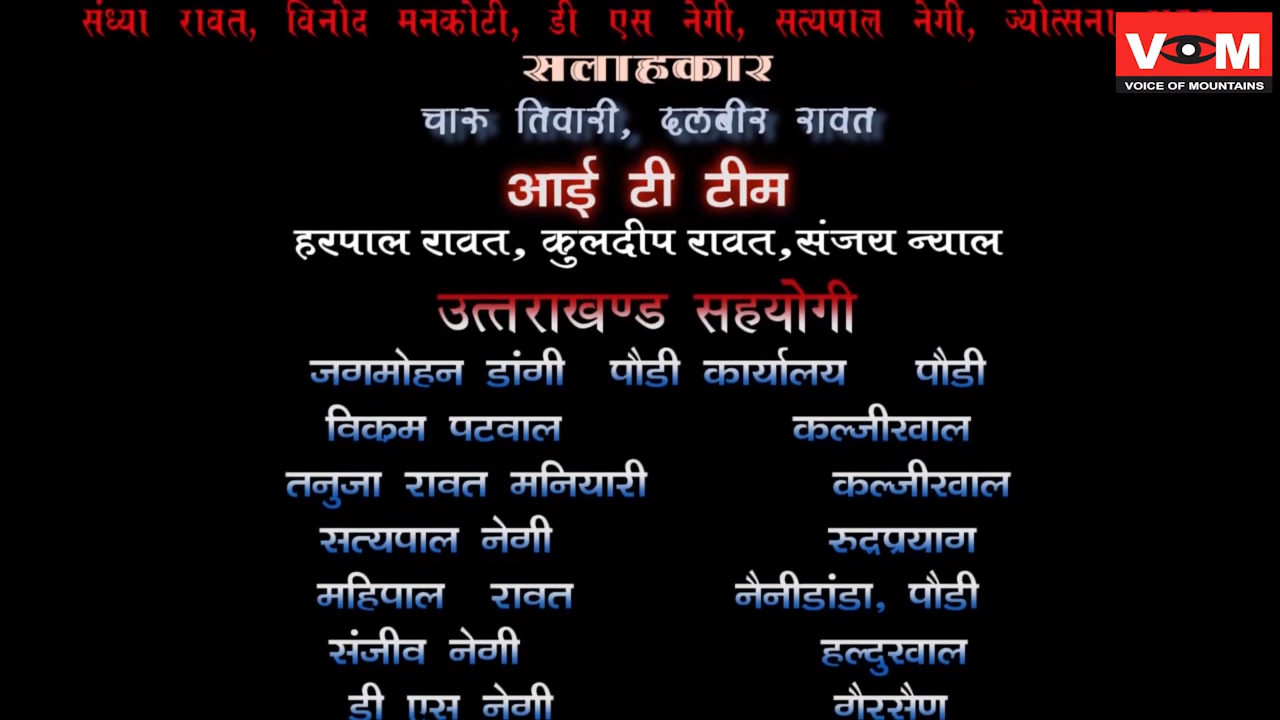 संध्या रावत, विनोद मनकोटी, डी एस नेगी, सत्यपाल नेगी, ज्योत्सना
VOM
VOICE OF MOUNTAINS
सलाहकार
चारु तिवारी, दलबीर रावत
आई टी टीम
हरपाल रावत, कुलदीप रावत,संजय न्याल
उत्तराखण्ड सहयोगी
जगमोहन डांगी पौडी कार्यालय पौडी
विक्रम पटवाल कल्जीखाल
तनुजा रावत मनियारी कल्जीखाल
सत्यपाल नेगी रुद्रप्रयाग
महिपाल रावत नैनीडांडा, पौडी
संजीव नेगी हल्दुखाल
डी एस नेगी गैरसैण